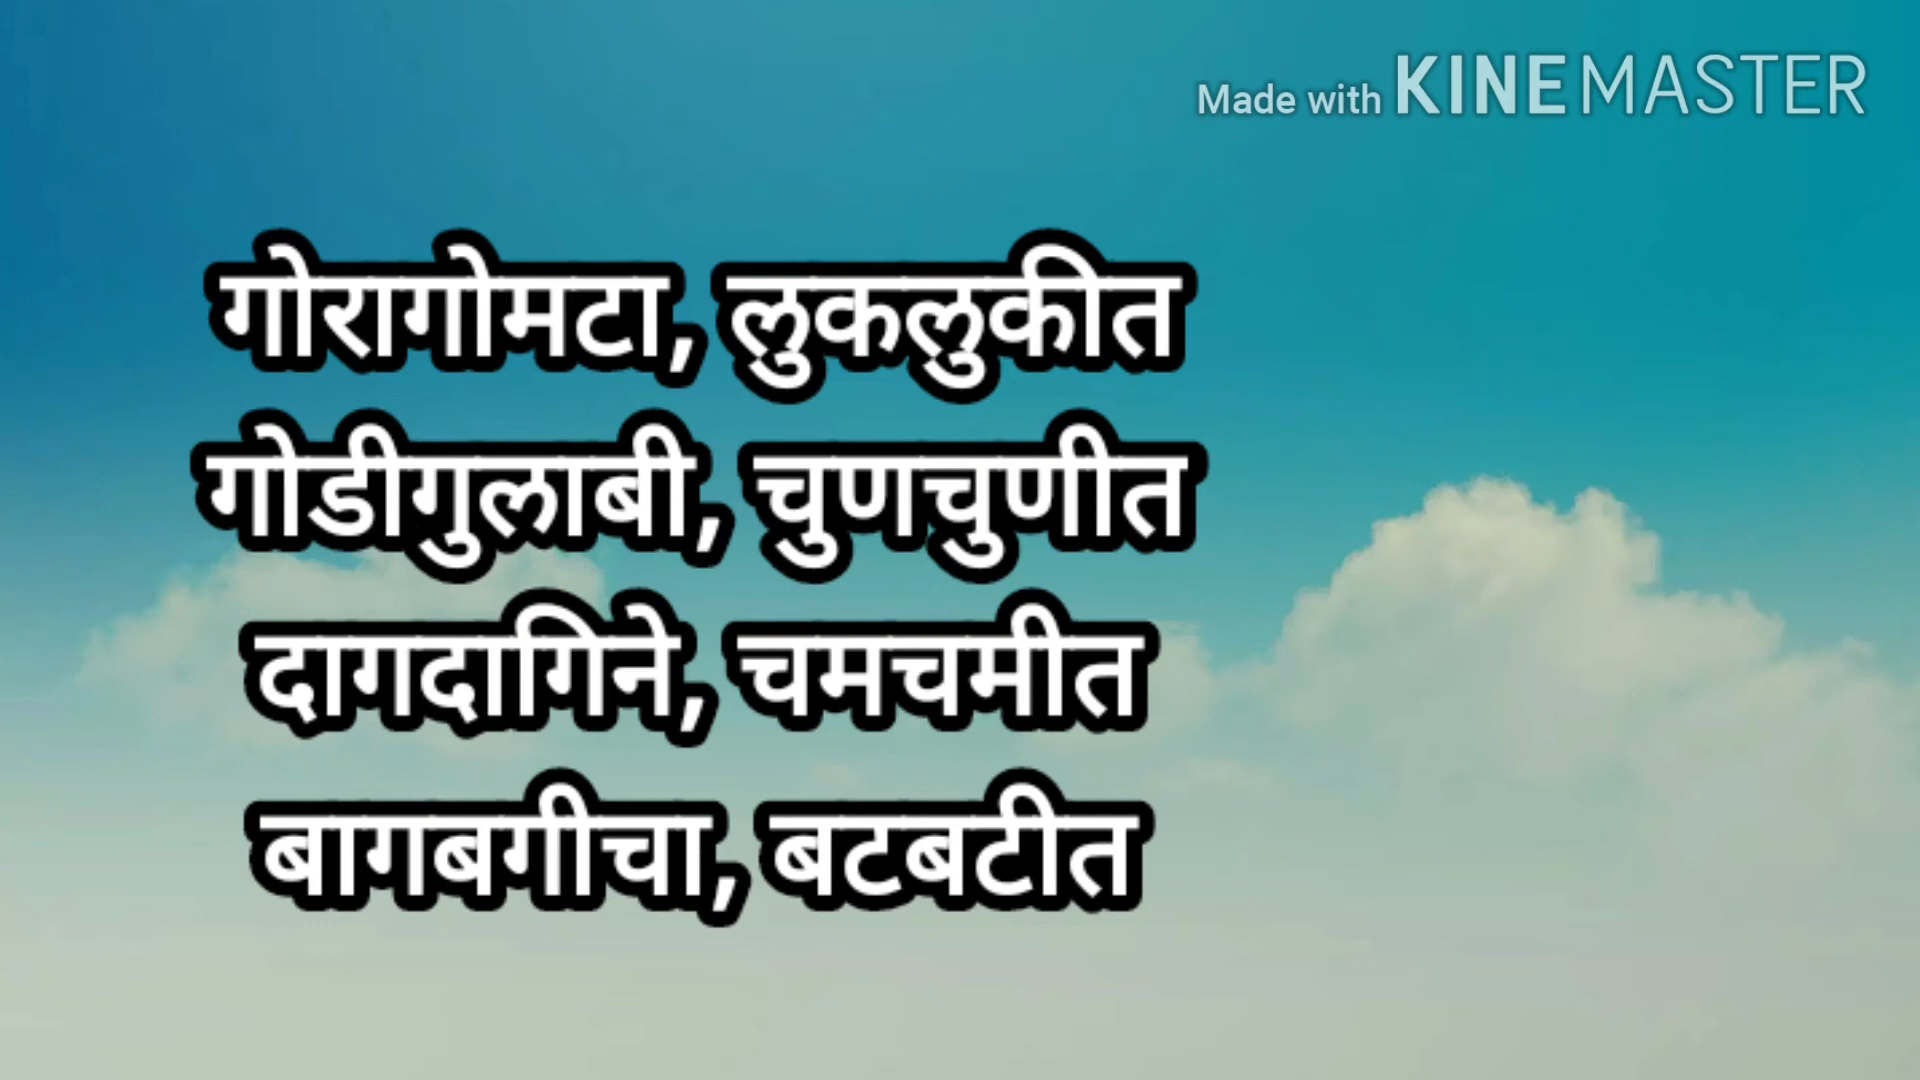 Made with KINEMASTER
गोरागोमटा, लुकलुकीत
गोडीगुलाबी, चुणचुणीत
दागदागिने, चमचमीत
बागबगीचा, बटबटीत